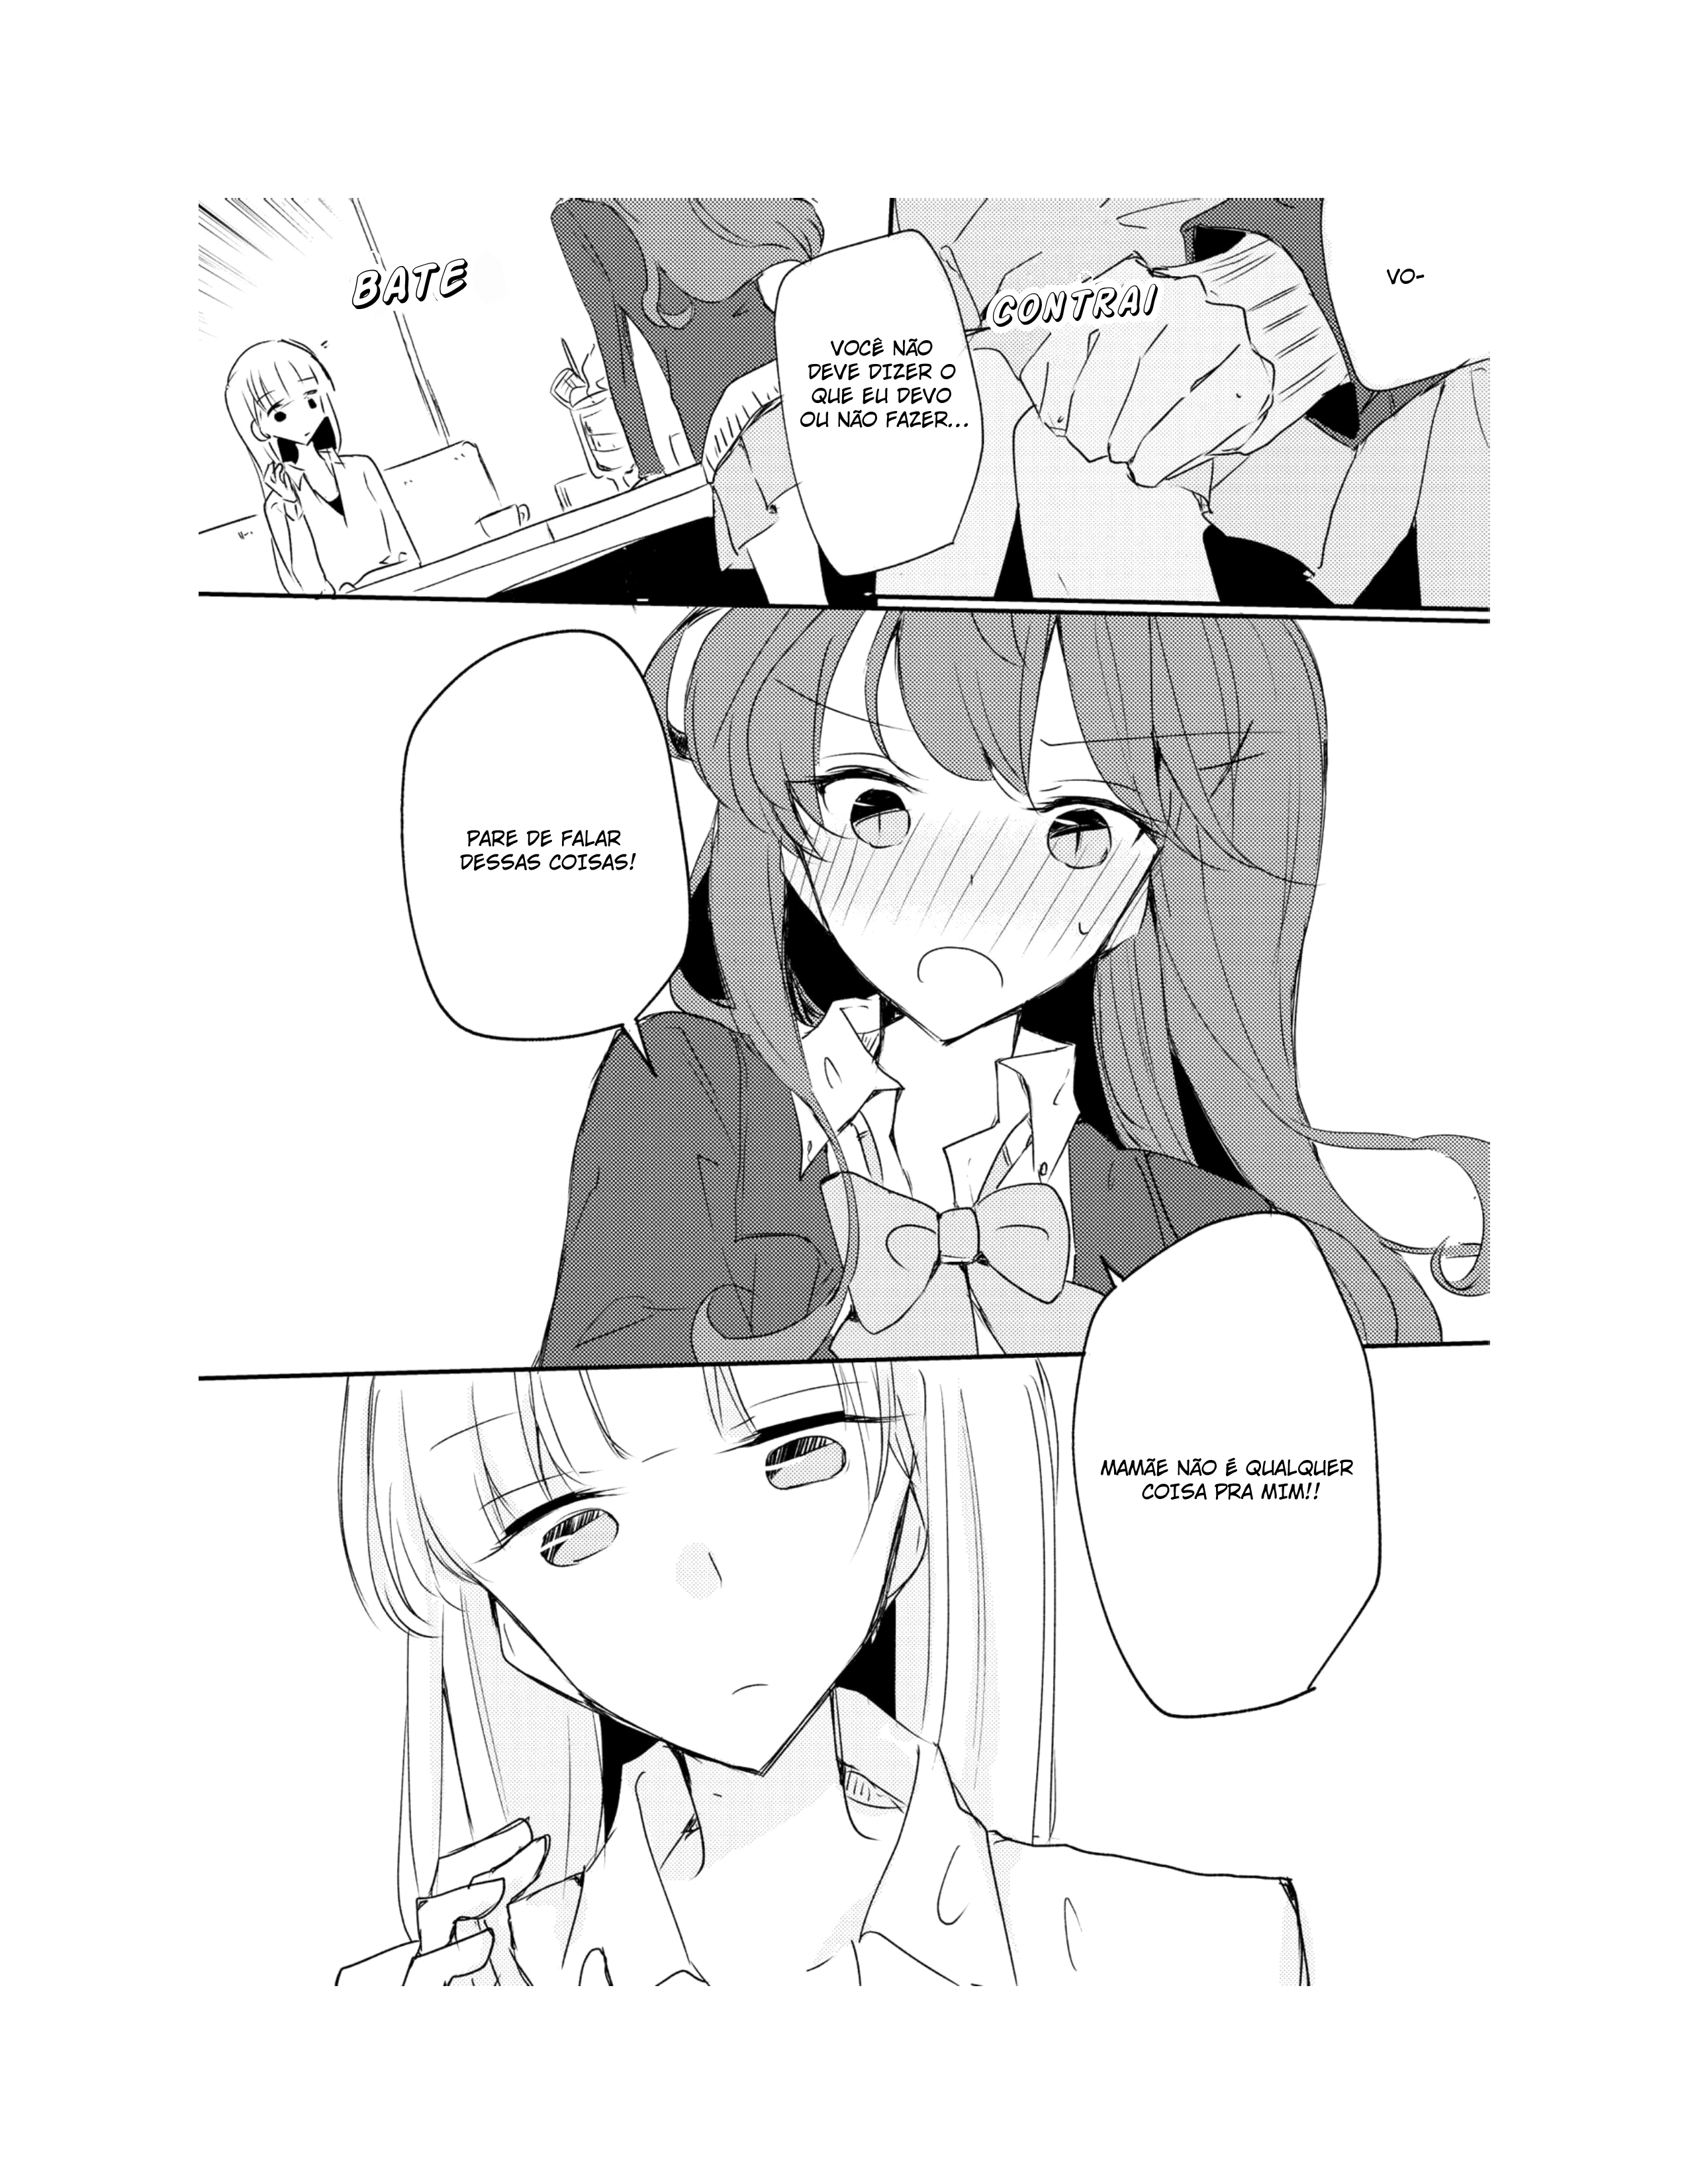 VO-
CONTRAI
VOCÊ NÃO
DEVE DIZER O
QUE EU DEVO
OU NÃO FAZER...
BATE
PARE DE FALAR
DESSAS COISAS!
MAMÃE NÃO É QUALQUER
COISA PRA MIM!!